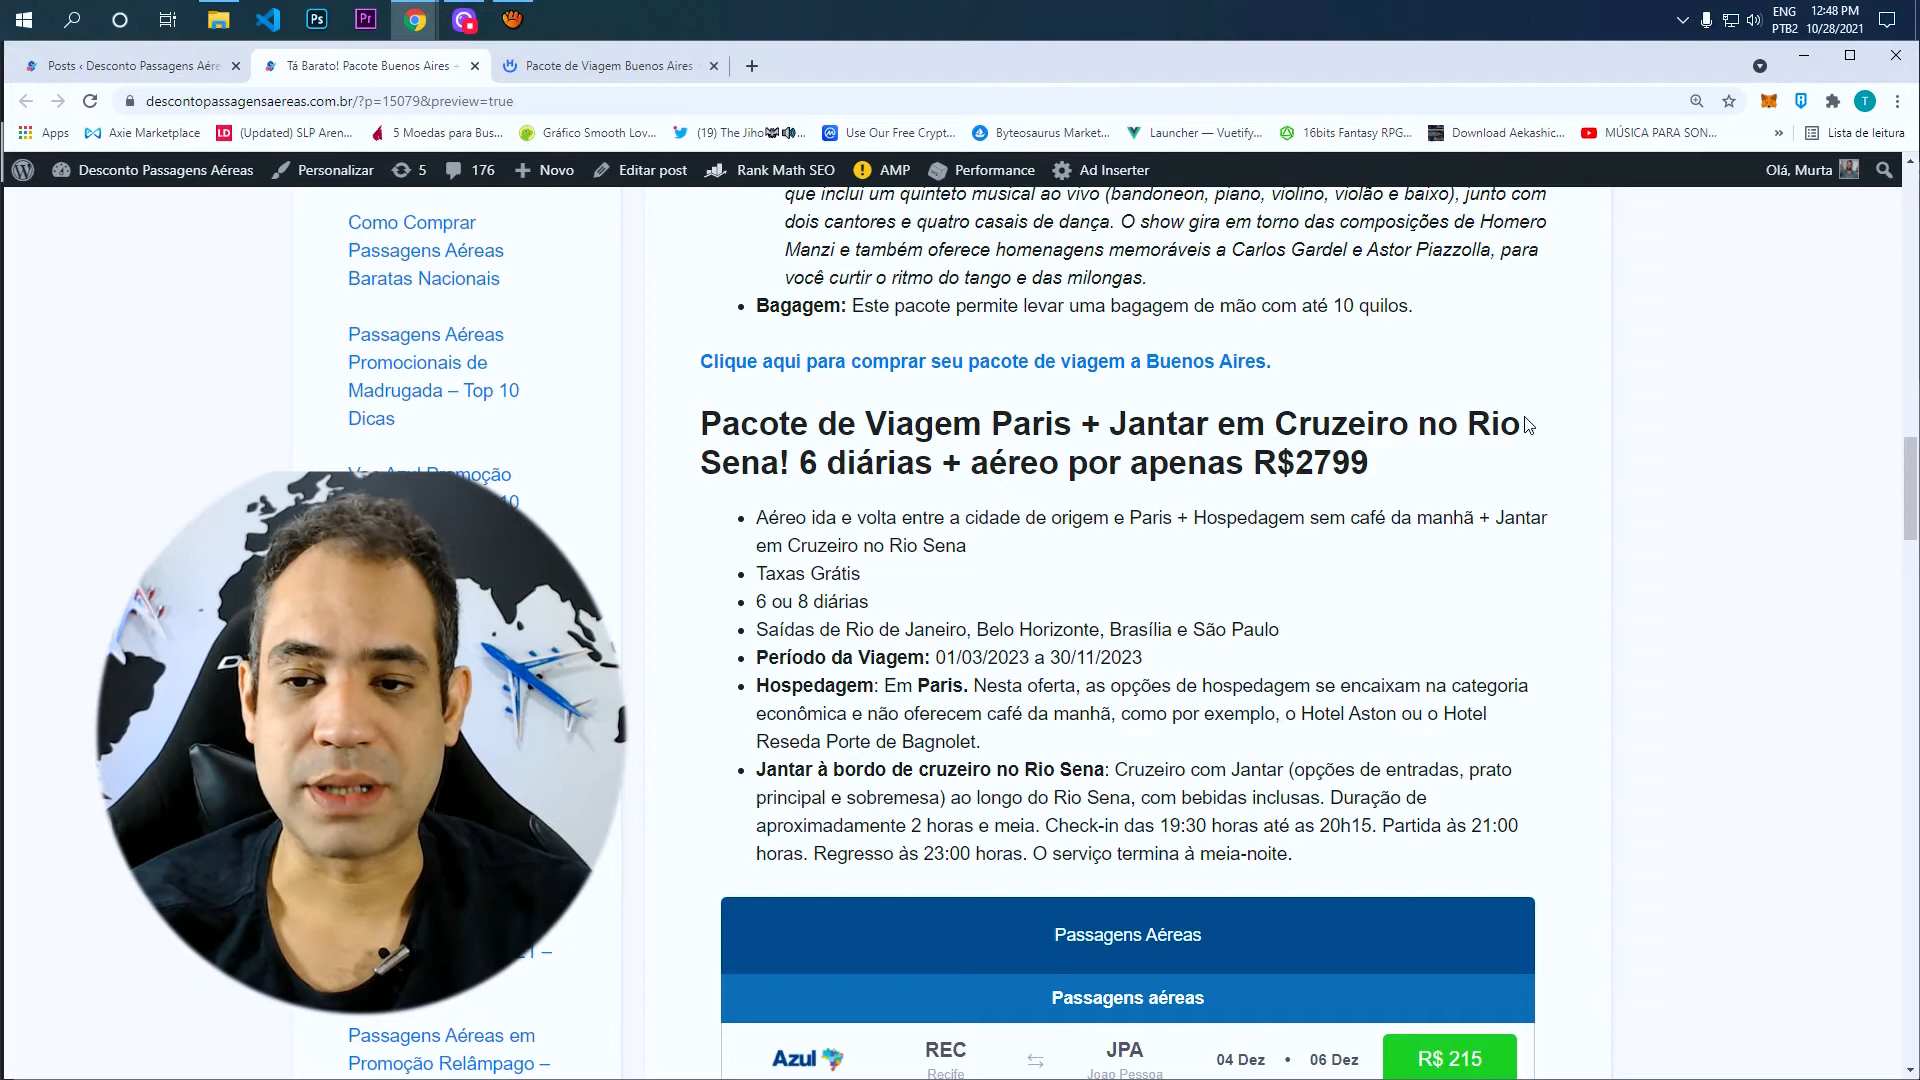 Ps
Pr
ENG
PTB2
12:48 PM
10/28/2021
Posts ‹ Desconto Passagens Aére
Tá Barato! Pacote Buenos Aires +
Pacote de Viagem Buenos Aires
descontopassagensaereas.com.br/?p=15079&preview=true
T
Apps
Axie Marketplace
LD
(Updated) SLP Aren...
5 Moedas para Bus...
Gráfico Smooth Lov...
(19) The Jiho
Use Our Free Crypt...
Byteosaurus Market...
Launcher — Vuetify...
16bits Fantasy RPG...
Download Aekashic...
MÚSICA PARA SON...
»
Lista de leitura
Desconto Passagens Aéreas
Personalizar
5
176
Novo
Editar post
Rank Math SEO
AMP
Performance
Ad Inserter
Olá, Murta
Como Comprar
Passagens Aéreas
Baratas Nacionais
Passagens Aéreas
Promocionais de
Madrugada – Top 10
Dicas
Passagens Aéreas em
Promoção Relâmpago –
que inclui um quinteto musical ao vivo (bandoneon, piano, violino, violão e baixo), junto com
dois cantores e quatro casais de dança. O show gira em torno das composições de Homero
Manzi e também oferece homenagens memoráveis a Carlos Gardel e Astor Piazzolla, para
você curtir o ritmo do tango e das milongas.
Bagagem: Este pacote permite levar uma bagagem de mão com até 10 quilos.
Clique aqui para comprar seu pacote de viagem a Buenos Aires.
Pacote de Viagem Paris + Jantar em Cruzeiro no Rio
Sena! 6 diárias + aéreo por apenas R$2799
Aéreo ida e volta entre a cidade de origem e Paris + Hospedagem sem café da manhã + Jantar
em Cruzeiro no Rio Sena
Taxas Grátis
6 ou 8 diárias
Saídas de Rio de Janeiro, Belo Horizonte, Brasília e São Paulo
Período da Viagem: 01/03/2023 a 30/11/2023
Hospedagem: Em Paris. Nesta oferta, as opções de hospedagem se encaixam na categoria
econômica e não oferecem café da manhã, como por exemplo, o Hotel Aston ou o Hotel
Reseda Porte de Bagnolet.
Jantar à bordo de cruzeiro no Rio Sena: Cruzeiro com Jantar (opções de entradas, prato
principal e sobremesa) ao longo do Rio Sena, com bebidas inclusas. Duração de
aproximadamente 2 horas e meia. Check-in das 19:30 horas até as 20h15. Partida às 21:00
horas. Regresso às 23:00 horas. O serviço termina à meia-noite.
Passagens Aéreas
Passagens aéreas
Azul
REC
Recife
JPA
Joao Pessoa
04 Dez • 06 Dez
R$ 215